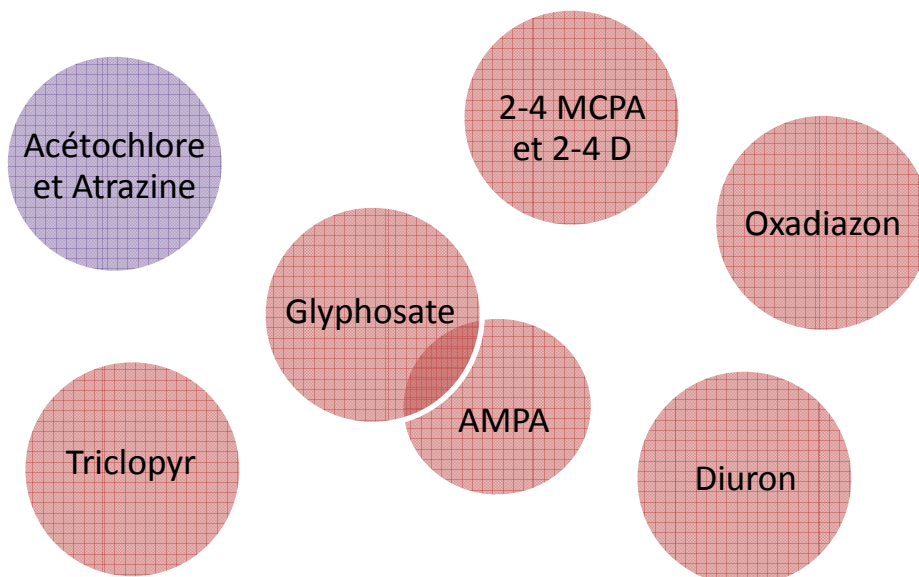 Acétochlore
et Atrazine
2-4 MCPA
et 2-4 D
Oxadiazon
Glyphosate
AMPA
Triclopyr
Diuron